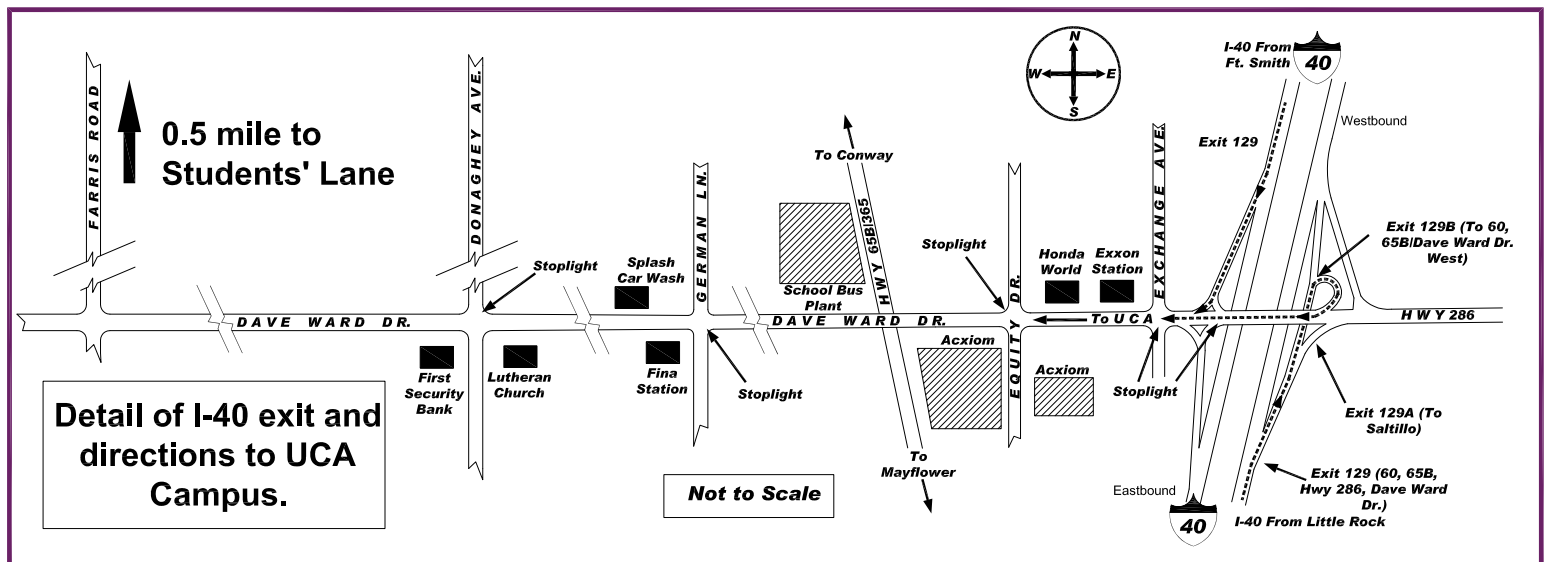 I-40 From
Ft. Smith
40
N
W E
S
Westbound
Exit 129
FARRIS ROAD
0.5 mile to
Students' Lane
DONAGHEY AVE.
GERMAN LN.
To Conway
HWY 65B|365
EXCHANGE AVE.
Exit 129B (To 60,
65B|Dave Ward Dr.
West)
Stoplight
Splash
Car Wash
School Bus
Plant
Stoplight
EQUITY DR.
Honda
World
Exxon
Station
DAVE WARD DR.
DAVE WARD DR.
To U C A
HWY 286
First
Security
Bank
Lutheran
Church
Fina
Station
Stoplight
Acxiom
Acxiom
Stoplight
Exit 129A (To
Saltillo)
Detail of I-40 exit and
directions to UCA
Campus.
Not to Scale
To
Mayflower
Eastbound
Exit 129 (60, 65B,
Hwy 286, Dave Ward
Dr.)
40
I-40 From Little Rock